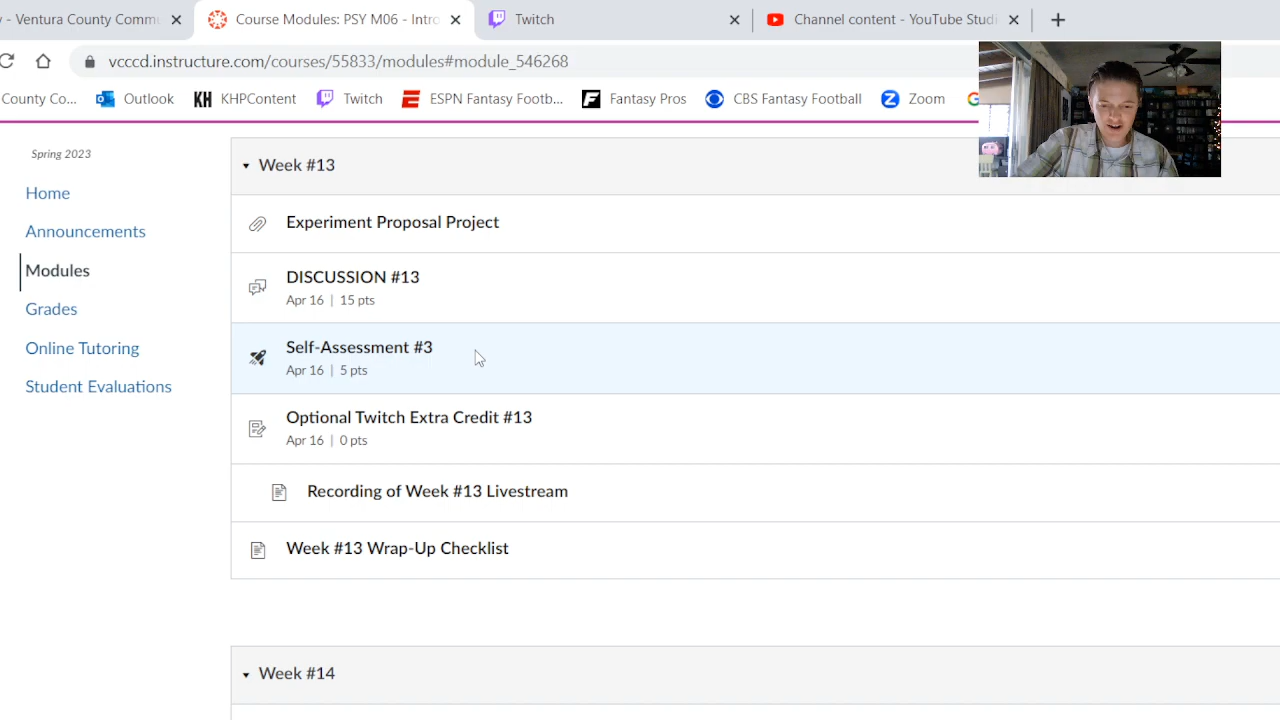 - Ventura County Commu
Course Modules: PSY M06 - Intro
Twitch
Channel content - YouTube Studi
vcccd.instructure.com/courses/55833/modules#module_546268
County Co...
Outlook
KHPContent
Twitch
ESPN Fantasy Footb...
Fantasy Pros
CBS Fantasy Football
Zoom
Spring 2023
Home
Announcements
Modules
Grades
Online Tutoring
Student Evaluations
Week #13
Experiment Proposal Project
DISCUSSION #13
Apr 16 | 15 pts
Self-Assessment #3
Apr 16 | 5 pts
Optional Twitch Extra Credit #13
Apr 16 | 0 pts
Recording of Week #13 Livestream
Week #13 Wrap-Up Checklist
Week #14